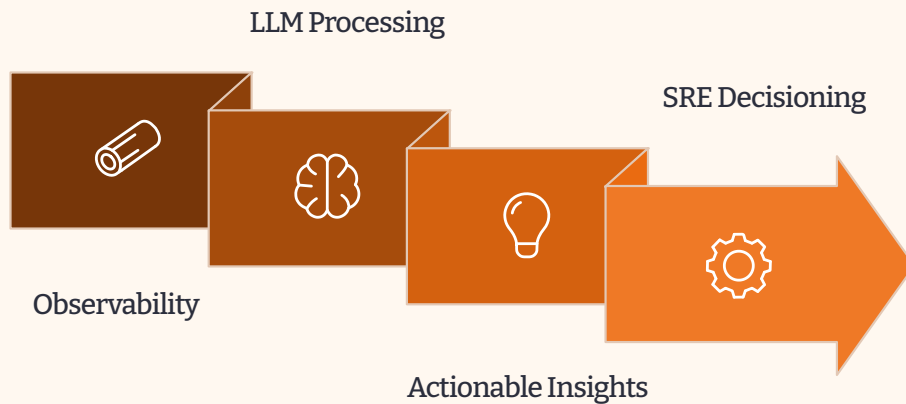 LLM Processing
SRE Decisioning
Observability
Actionable Insights